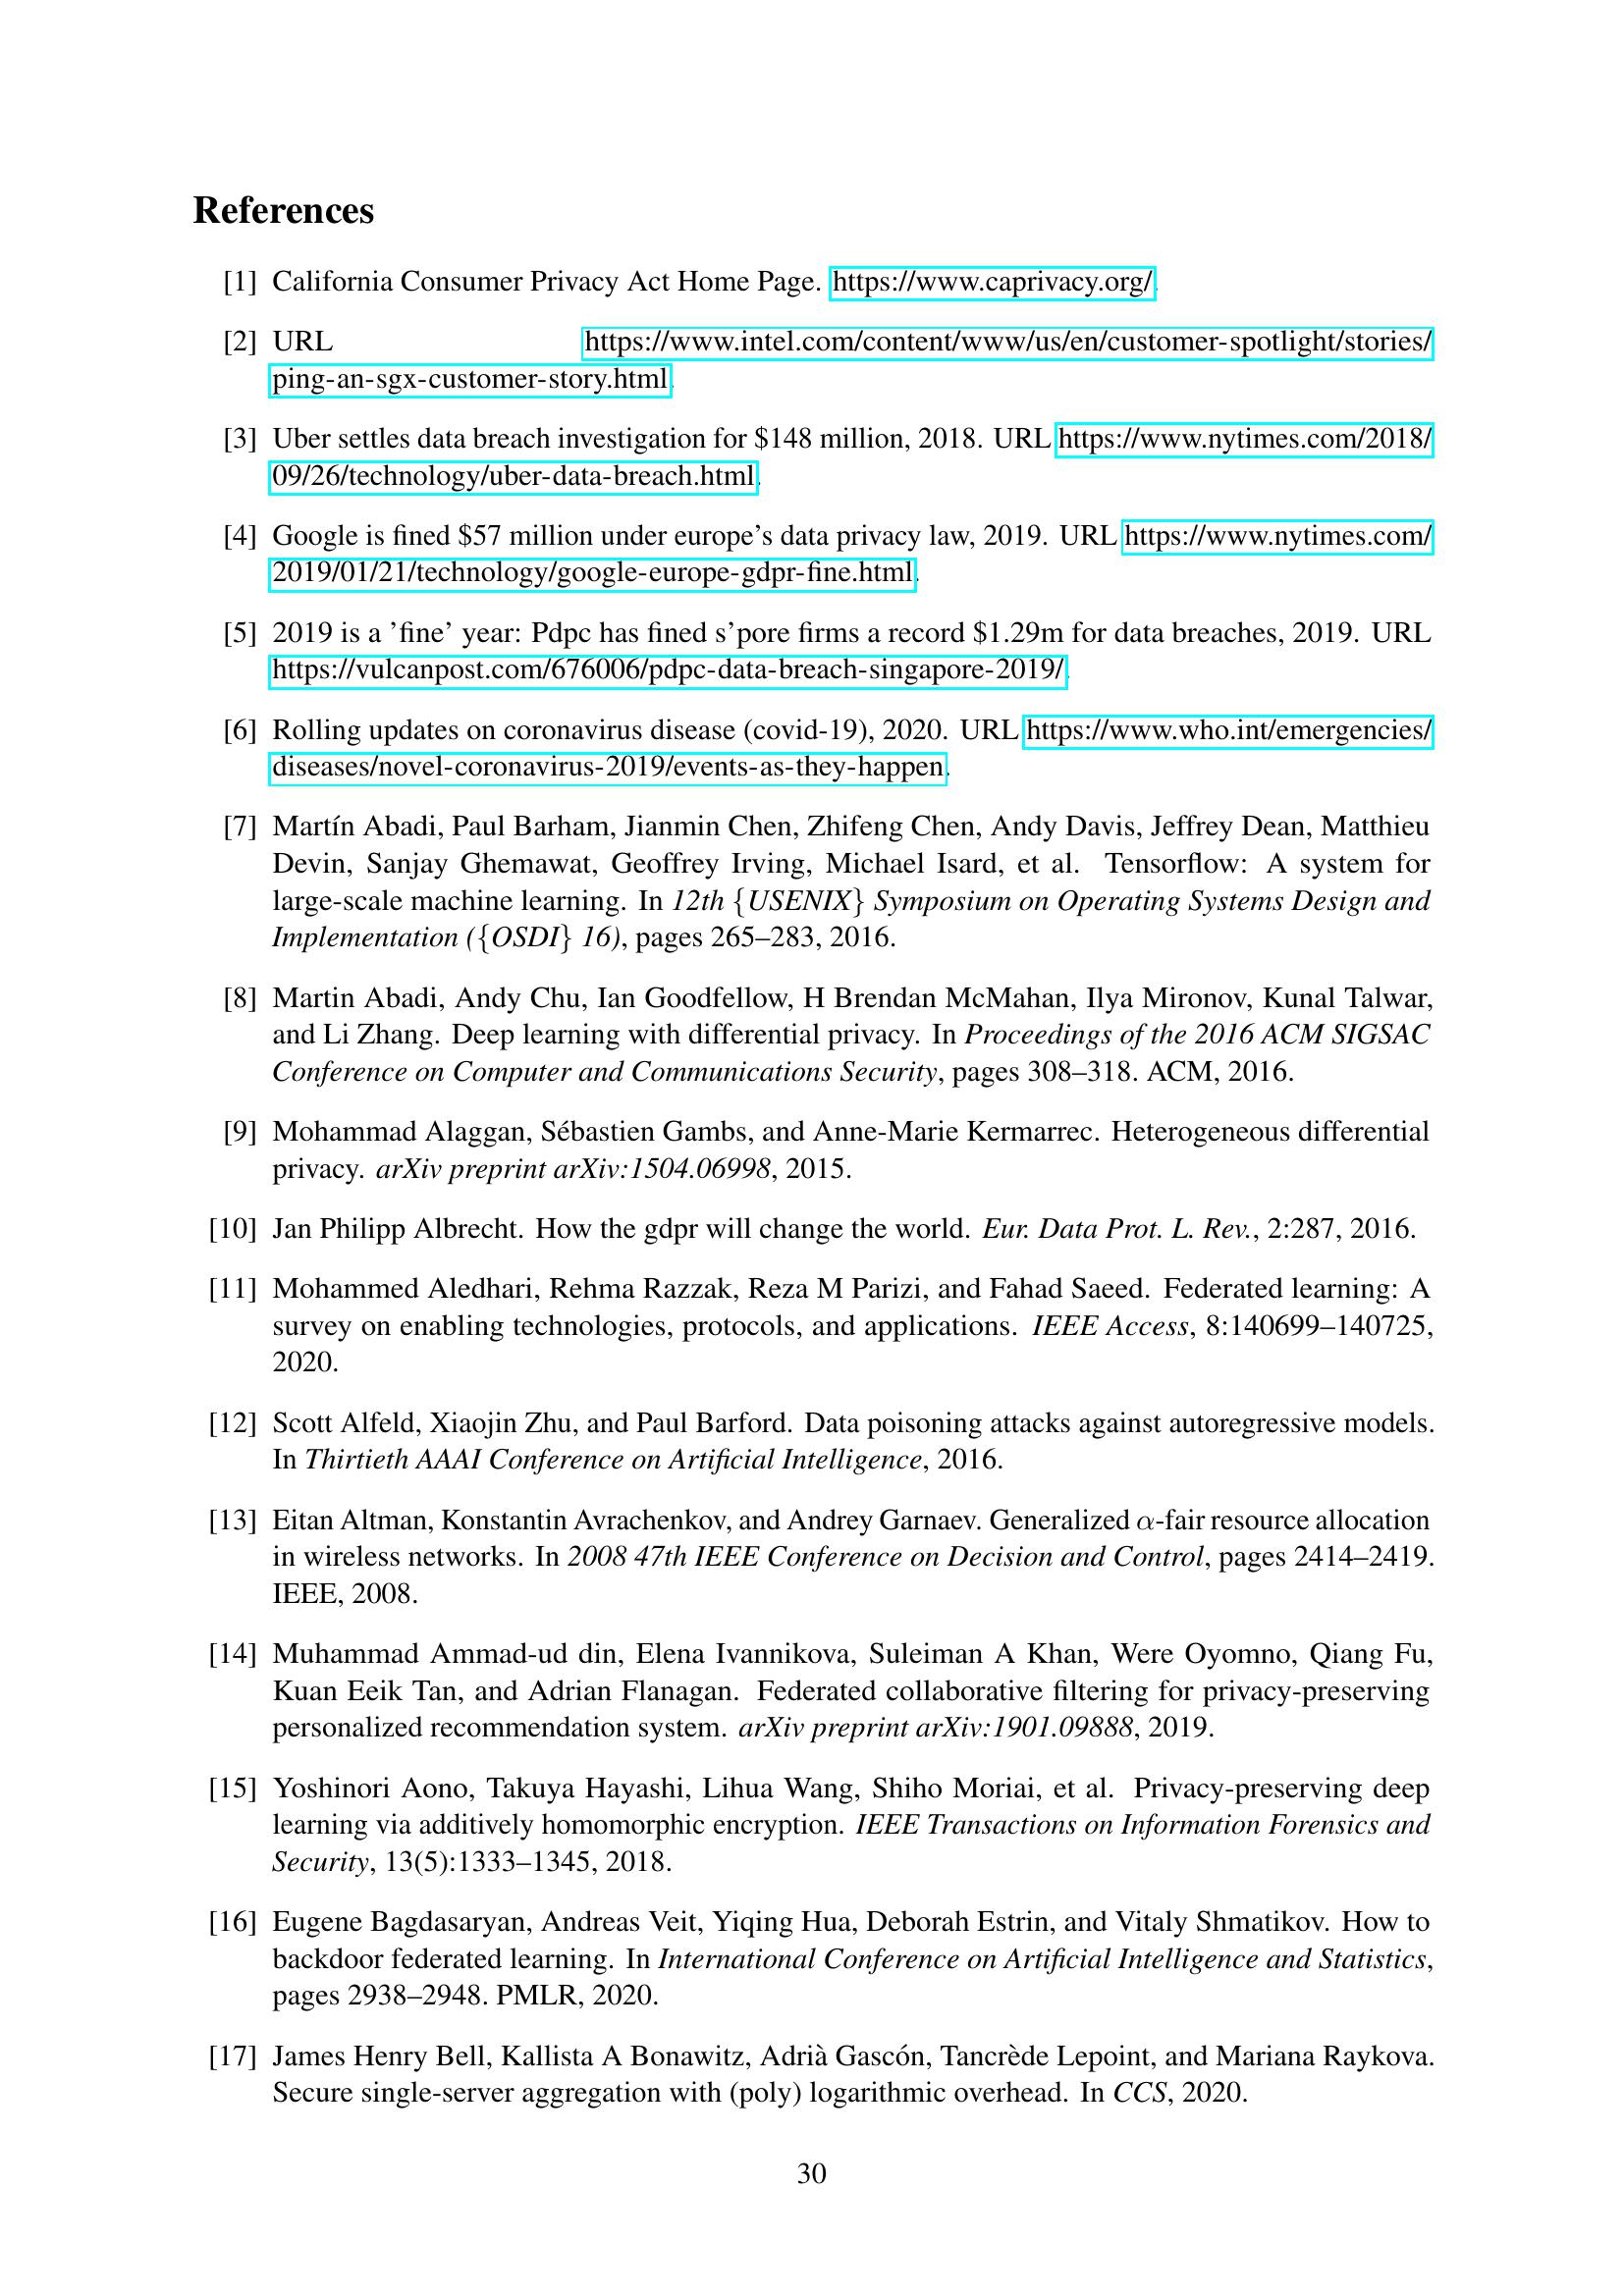 References
[1] California Consumer Privacy Act Home Page. https://www.caprivacy.org/.
[2] URL https://www.intel.com/content/www/us/en/customer-spotlight/stories/
ping-an-sgx-customer-story.html.
[3] Uber settles data breach investigation for $148 million, 2018. URL https://www.nytimes.com/2018/
09/26/technology/uber-data-breach.html.
[4] Google is fined $57 million under europe’s data privacy law, 2019. URL https://www.nytimes.com/
2019/01/21/technology/google-europe-gdpr-fine.html.
[5] 2019 is a ’fine’ year: Pdpc has fined s’pore firms a record $1.29m for data breaches, 2019. URL
https://vulcanpost.com/676006/pdpc-data-breach-singapore-2019/.
[6] Rolling updates on coronavirus disease (covid-19), 2020. URL https://www.who.int/emergencies/
diseases/novel-coronavirus-2019/events-as-they-happen.
[7] Martín Abadi, Paul Barham, Jianmin Chen, Zhifeng Chen, Andy Davis, Jeffrey Dean, Matthieu
Devin, Sanjay Ghemawat, Geoffrey Irving, Michael Isard, et al. Tensorflow: A system for
large-scale machine learning. In 12th {USENIX} Symposium on Operating Systems Design and
Implementation ({OSDI} 16), pages 265–283, 2016.
[8] Martin Abadi, Andy Chu, Ian Goodfellow, H Brendan McMahan, Ilya Mironov, Kunal Talwar,
and Li Zhang. Deep learning with differential privacy. In Proceedings of the 2016 ACM SIGSAC
Conference on Computer and Communications Security, pages 308–318. ACM, 2016.
[9] Mohammad Alaggan, Sébastien Gambs, and Anne-Marie Kermarrec. Heterogeneous differential
privacy. arXiv preprint arXiv:1504.06998, 2015.
[10] Jan Philipp Albrecht. How the gdpr will change the world. Eur. Data Prot. L. Rev., 2:287, 2016.
[11] Mohammed Aledhari, Rehma Razzak, Reza M Parizi, and Fahad Saeed. Federated learning: A
survey on enabling technologies, protocols, and applications. IEEE Access, 8:140699–140725,
2020.
[12] Scott Alfeld, Xiaojin Zhu, and Paul Barford. Data poisoning attacks against autoregressive models.
In Thirtieth AAAI Conference on Artificial Intelligence, 2016.
[13] Eitan Altman, Konstantin Avrachenkov, and Andrey Garnaev. Generalized α-fair resource allocation
in wireless networks. In 2008 47th IEEE Conference on Decision and Control, pages 2414–2419.
IEEE, 2008.
[14] Muhammad Ammad-ud din, Elena Ivannikova, Suleiman A Khan, Were Oyomno, Qiang Fu,
Kuan Eeik Tan, and Adrian Flanagan. Federated collaborative filtering for privacy-preserving
personalized recommendation system. arXiv preprint arXiv:1901.09888, 2019.
[15] Yoshinori Aono, Takuya Hayashi, Lihua Wang, Shiho Moriai, et al. Privacy-preserving deep
learning via additively homomorphic encryption. IEEE Transactions on Information Forensics and
Security, 13(5):1333–1345, 2018.
[16] Eugene Bagdasaryan, Andreas Veit, Yiqing Hua, Deborah Estrin, and Vitaly Shmatikov. How to
backdoor federated learning. In International Conference on Artificial Intelligence and Statistics,
pages 2938–2948. PMLR, 2020.
[17] James Henry Bell, Kallista A Bonawitz, Adrià Gascón, Tancrède Lepoint, and Mariana Raykova.
Secure single-server aggregation with (poly) logarithmic overhead. In CCS, 2020.
30